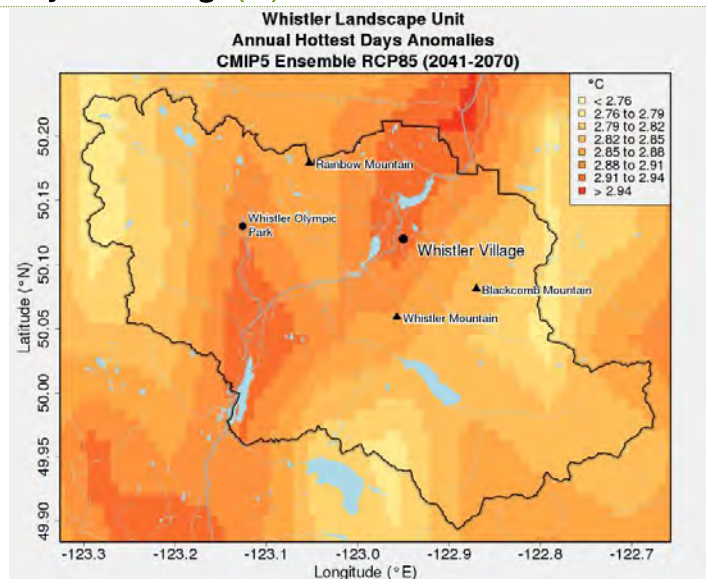 Whistler Landscape Unit
Annual Hottest Days Anomalies
CMIP5 Ensemble RCP85 (2041-2070)
°C
< 2.76
2.76 to 2.79
2.79 to 2.82
2.82 to 2.85
2.85 to 2.88
2.88 to 2.91
2.91 to 2.94
> 2.94
Rainbow Mountain
Whistler Olympic
Park
Whistler Village
Blackcomb Mountain
Whistler Mountain
Latitude (°N)
50.20
50.15
50.10
50.05
50.00
49.95
49.90
-123.3
-123.2
-123.1
-123.0
-122.9
-122.8
-122.7
Longitude (°E)